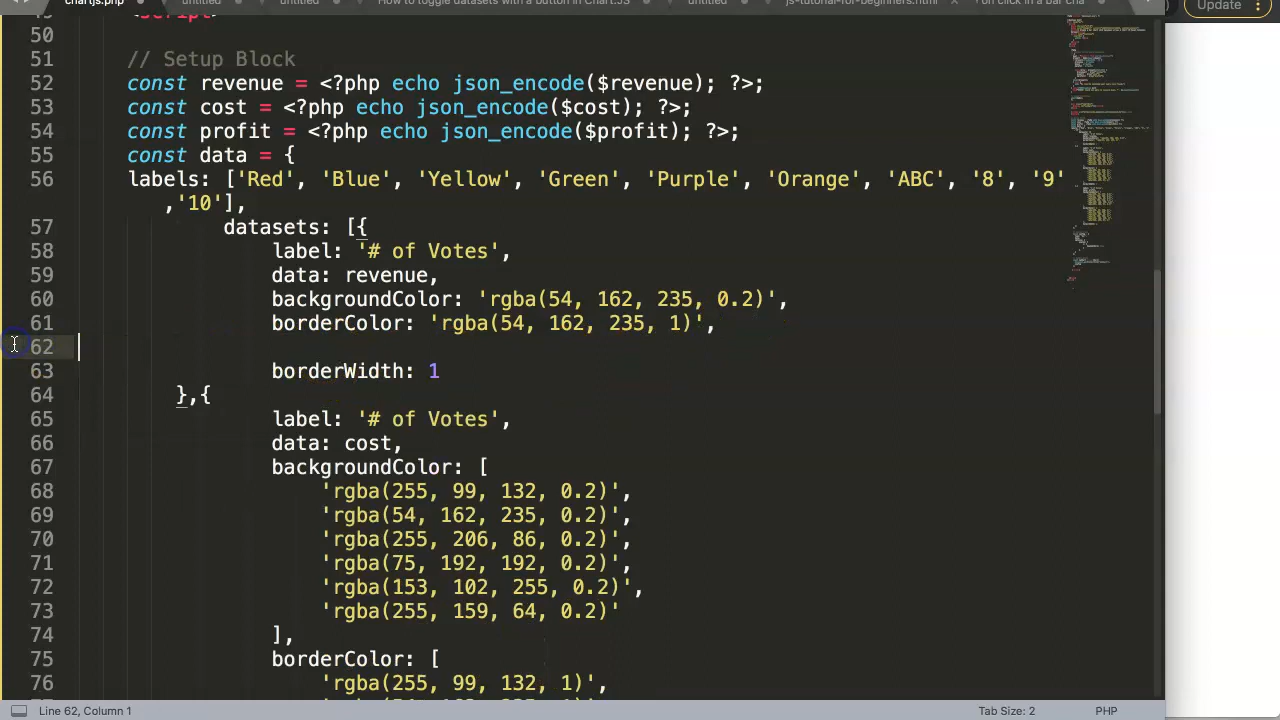 chartjs.php untitled untitled How to toggle datasets with a button in Chart.JS untitled js-tutorial-for-beginners.html on click in a bar cha Update
49 <script>
50
51 // Setup Block
52 const revenue = <?php echo json_encode($revenue); ?>;
53 const cost = <?php echo json_encode($cost); ?>;
54 const profit = <?php echo json_encode($profit); ?>;
55 const data = {
56 labels: ['Red', 'Blue', 'Yellow', 'Green', 'Purple', 'Orange', 'ABC', '8', '9'
,'10'],
57 datasets: [{
58 label: '# of Votes',
59 data: revenue,
60 backgroundColor: 'rgba(54, 162, 235, 0.2)',
61 borderColor: 'rgba(54, 162, 235, 1)',
62
63 borderWidth: 1
64 },{
65 label: '# of Votes',
66 data: cost,
67 backgroundColor: [
68 'rgba(255, 99, 132, 0.2)',
69 'rgba(54, 162, 235, 0.2)',
70 'rgba(255, 206, 86, 0.2)',
71 'rgba(75, 192, 192, 0.2)',
72 'rgba(153, 102, 255, 0.2)',
73 'rgba(255, 159, 64, 0.2)'
74 ],
75 borderColor: [
76 'rgba(255, 99, 132, 1)',
Line 62, Column 1 Tab Size: 2 PHP